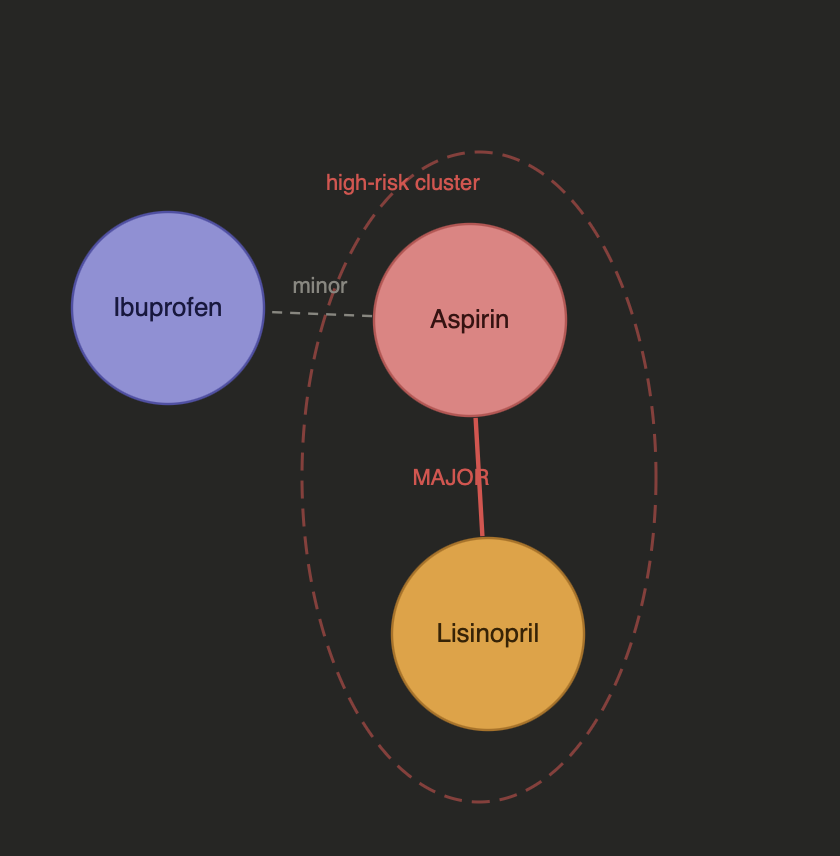 high-risk cluster
minor
Ibuprofen
Aspirin
MAJOR
Lisinopril